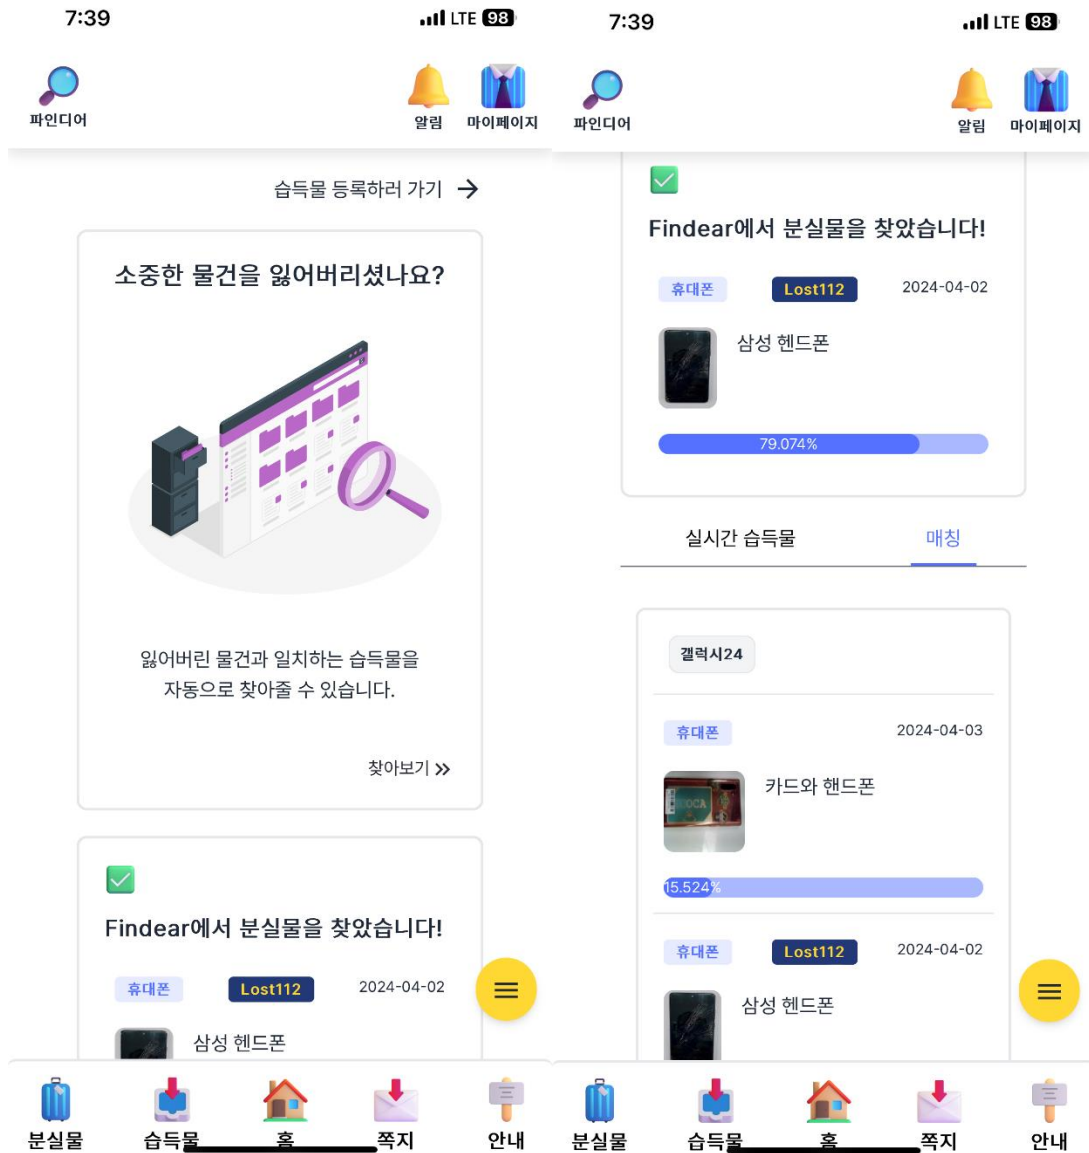 7:39
LTE 98
파인디어
알림
마이페이지
습득물 등록하러 가기
소중한 물건을 잃어버리셨나요?
잃어버린 물건과 일치하는 습득물을
자동으로 찾아줄 수 있습니다.
찾아보기
Findear에서 분실물을 찾았습니다!
휴대폰
Lost112
2024-04-02
삼성 헨드폰
분실물
습득물
홈
쪽지
안내
7:39
LTE 98
파인디어
알림
마이페이지
Findear에서 분실물을 찾았습니다!
휴대폰
Lost112
2024-04-02
삼성 헨드폰
79.074%
실시간 습득물
매칭
갤럭시24
휴대폰
2024-04-03
카드와 핸드폰
15.524%
휴대폰
Lost112
2024-04-02
삼성 헨드폰
분실물
습득물
홈
쪽지
안내